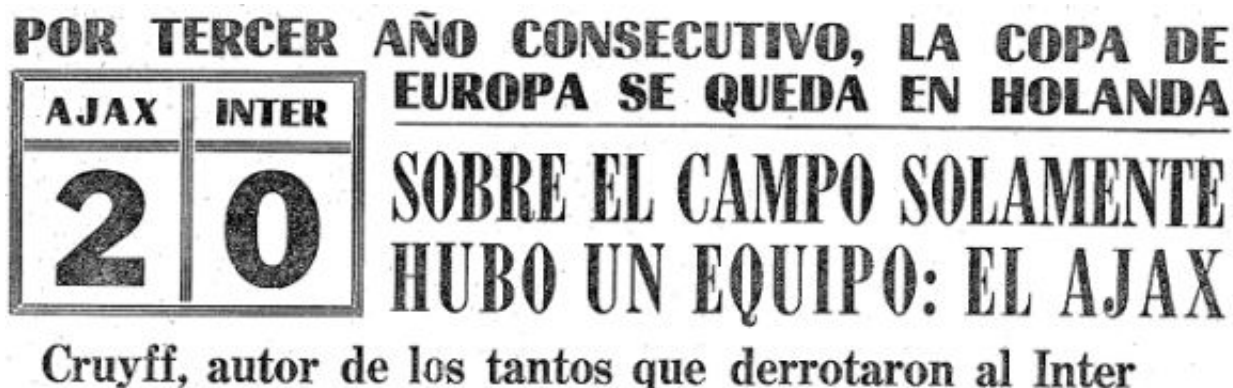 POR TERCER AÑO CONSECUTIVO, LA COPA DE
EUROPA SE QUEDA EN HOLANDA
AJAX INTER
2 0
SOBRE EL CAMPO SOLAMENTE
HUBO UN EQUIPO: EL AJAX
Cruyff, autor de los tantos que derrotaron al Inter